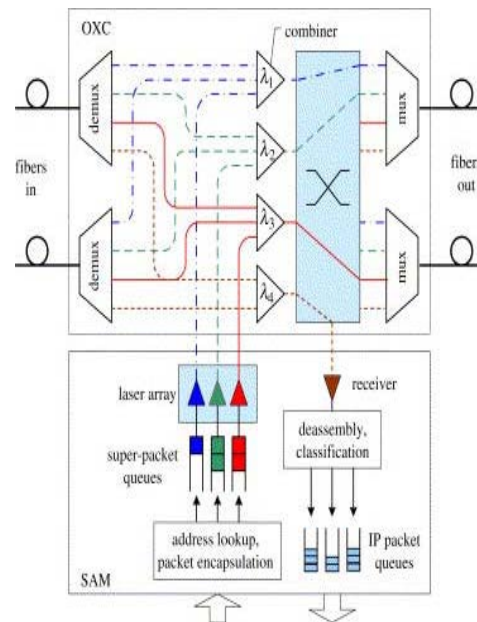 OXC
combiner
demux
λ1
mux
λ2
fibers
in
fiber
out
λ3
demux
mux
λ4
laser array
receiver
super-packet
queues
deassembly,
classification
address lookup,
packet encapsulation
IP packet
queues
SAM